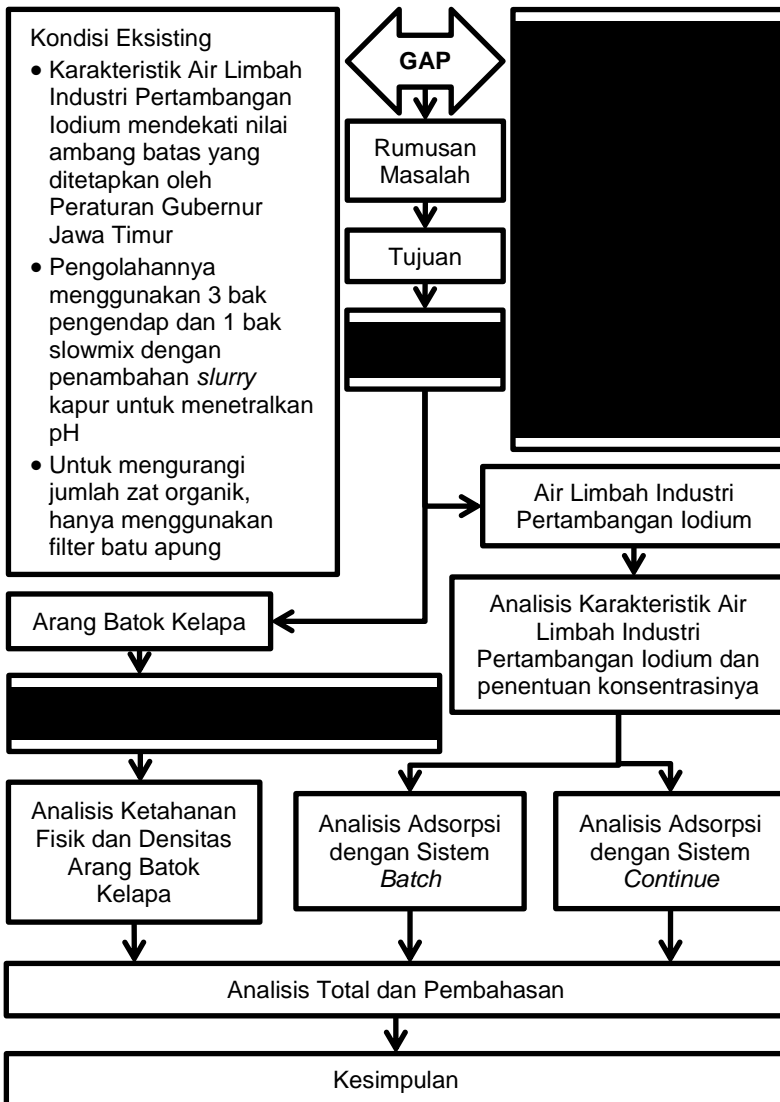 Kondisi Eksisting
• Karakteristik Air Limbah
Industri Pertambangan
Iodium mendekati nilai
ambang batas yang
ditetapkan oleh
Peraturan Gubernur
Jawa Timur
• Pengolahannya
menggunakan 3 bak
pengendap dan 1 bak
slowmix dengan
penambahan slurry
kapur untuk menetralkan
pH
• Untuk mengurangi
jumlah zat organik,
hanya menggunakan
filter batu apung
GAP
Rumusan
Masalah
Tujuan
Air Limbah Industri
Pertambangan Iodium
Arang Batok Kelapa
Analisis Karakteristik Air
Limbah Industri
Pertambangan Iodium dan
penentuan konsentrasinya
Analisis Ketahanan
Fisik dan Densitas
Arang Batok
Kelapa
Analisis Adsorpsi
dengan Sistem
Batch
Analisis Adsorpsi
dengan Sistem
Continue
Analisis Total dan Pembahasan
Kesimpulan